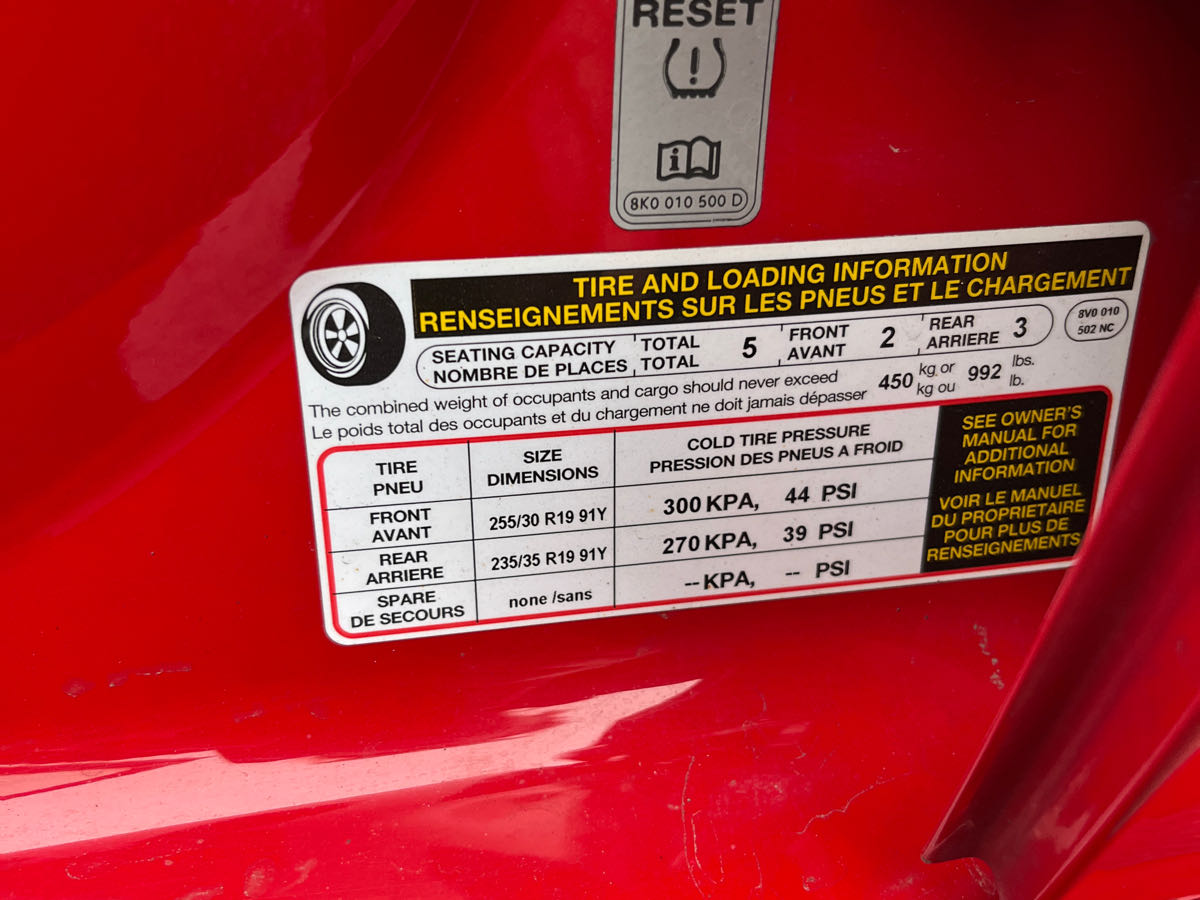 RESET
8K0 010 500 D
TIRE AND LOADING INFORMATION
RENSEIGNEMENTS SUR LES PNEUS ET LE CHARGEMENT
SEATING CAPACITY TOTAL 5 FRONT 2 REAR 3
NOMBRE DE PLACES TOTAL AVANT ARRIERE
8V0 010
502 NC
The combined weight of occupants and cargo should never exceed 450 kg or 992 lbs.
Le poids total des occupants et du chargement ne doit jamais dépasser kg ou lb.
TIRE
PNEU
SIZE
DIMENSIONS
COLD TIRE PRESSURE
PRESSION DES PNEUS A FROID
FRONT
AVANT
255/30 R19 91Y
300 KPA, 44 PSI
REAR
ARRIERE
235/35 R19 91Y
270 KPA, 39 PSI
SPARE
DE SECOURS
none /sans
-- KPA, -- PSI
SEE OWNER'S
MANUAL FOR
ADDITIONAL
INFORMATION
VOIR LE MANUEL
DU PROPRIETAIRE
POUR PLUS DE
RENSEIGNEMENTS